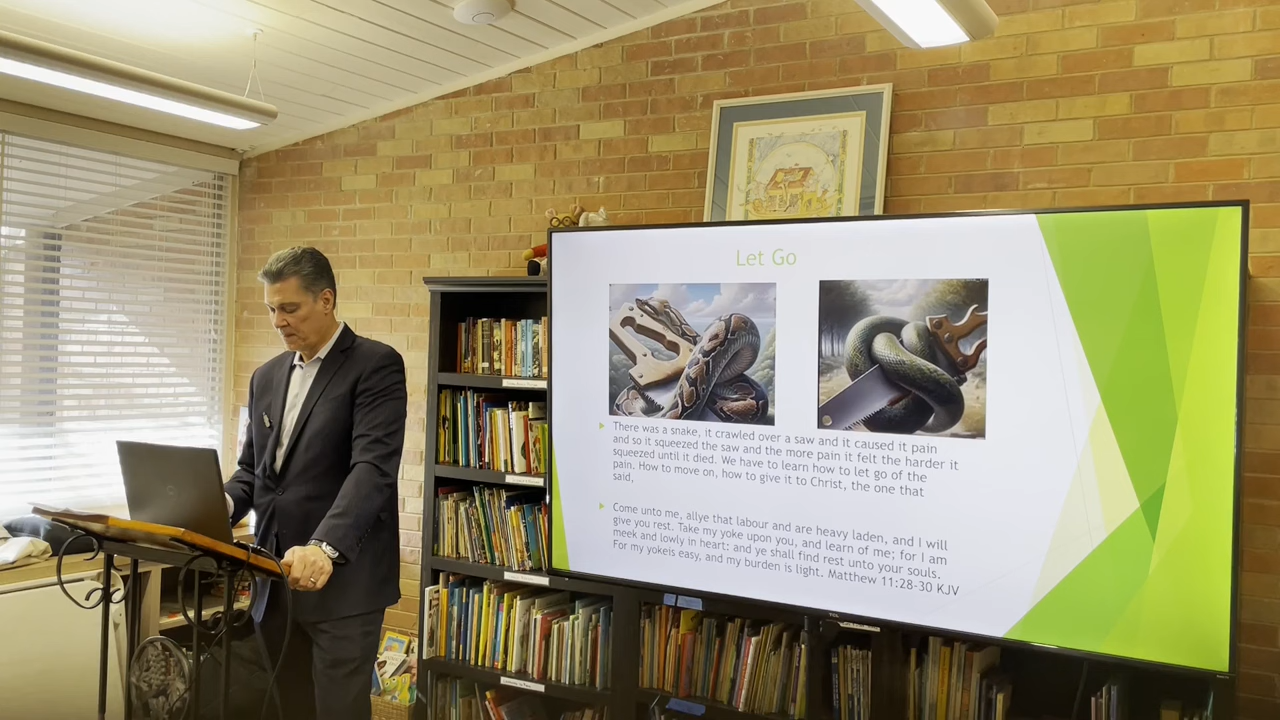 Let Go
There was a snake, it crawled over a saw and it caused it pain
and so it squeezed the saw and the more pain it felt the harder it
squeezed until it died. We have to learn how to let go of the
pain. How to move on, how to give it to Christ, the one that
said,
Come unto me, allye that labour and are heavy laden, and I will
give you rest. Take my yoke upon you, and learn of me; for I am
meek and lowly in heart: and ye shall find rest unto your souls.
For my yokeis easy, and my burden is light. Matthew 11:28-30 KJV
TCL